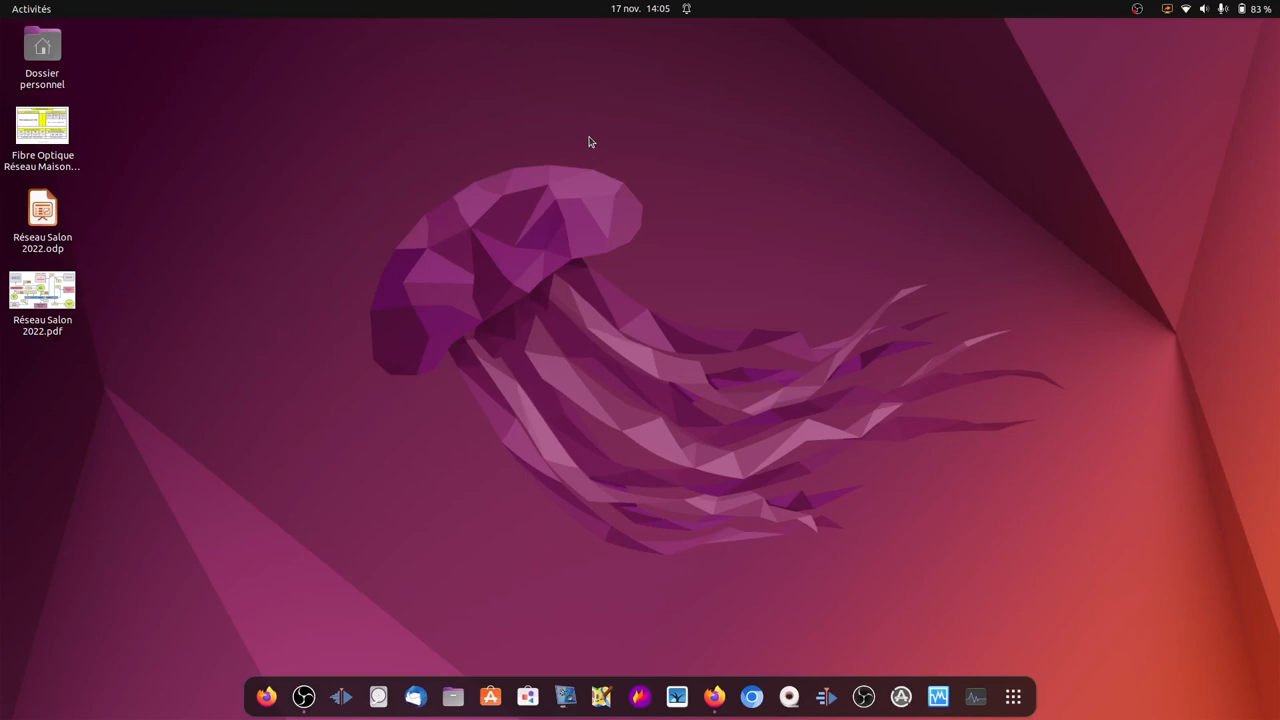 Activités
17 nov. 14:05
83 %
Dossier
personnel
Fibre Optique
Réseau Maison…
Réseau Salon
2022.odp
Réseau Salon
2022.pdf